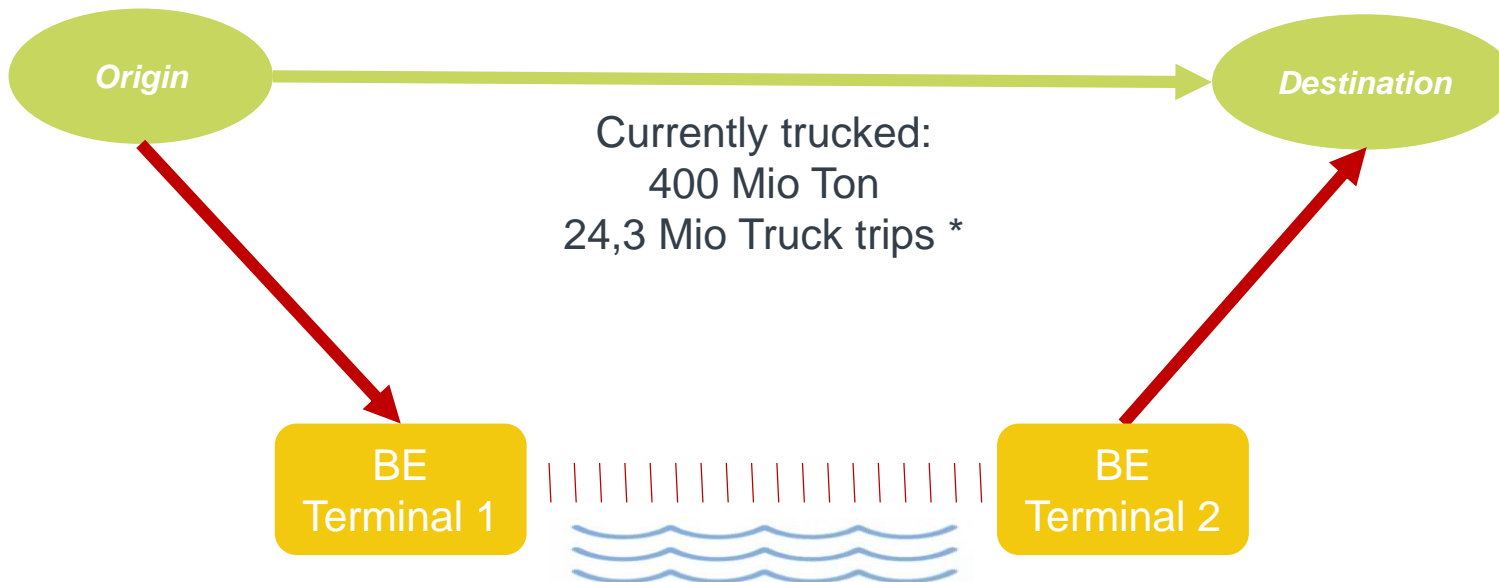 Origin
Destination
Currently trucked:
400 Mio Ton
24,3 Mio Truck trips *
BE
Terminal 1
BE
Terminal 2